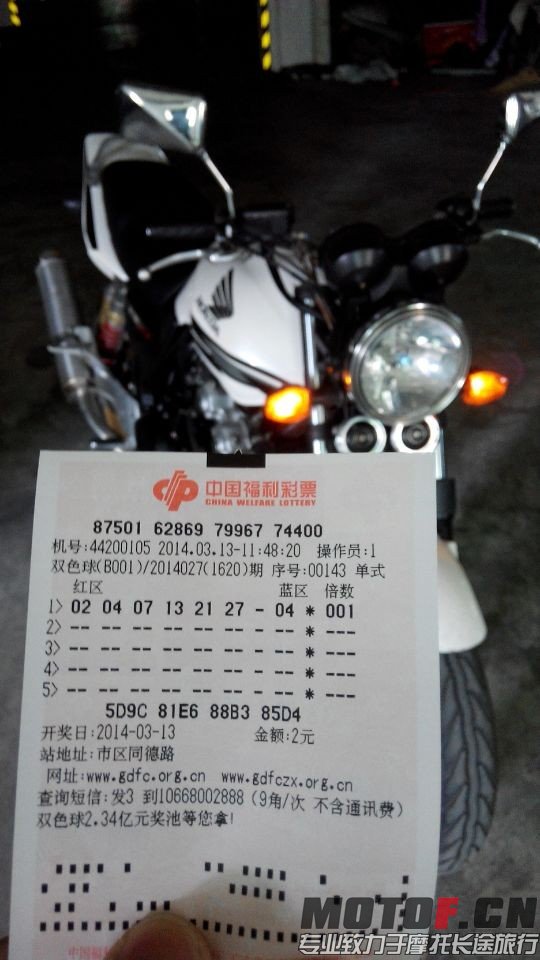 HONDA
中国福利彩票
CHINA WELFARE LOTTERY
87501 62869 79967 74400
机号:44200105 2014.03.13-11:48:20 操作员:1
双色球(B001)/2014027(1620)期 序号:00143 单式
红区 蓝区 倍数
1> 02 04 07 13 21 27 - 04 * 001
2> -- -- -- -- -- -- - -- * ---
3> -- -- -- -- -- -- - -- * ---
4> -- -- -- -- -- -- - -- * ---
5> -- -- -- -- -- -- - -- * ---
5D9C 81E6 88B3 85D4
开奖日:2014-03-13 金额:2元
站地址:市区同德路
网址:www.gdfc.org.cn www.gdfczx.org.cn
查询短信:发3 到10668002888(9角/次 不含通讯费)
双色球2.34亿元奖池等您拿!
中国福利彩票
MOTOF.CN
专业致力于摩托长途旅行